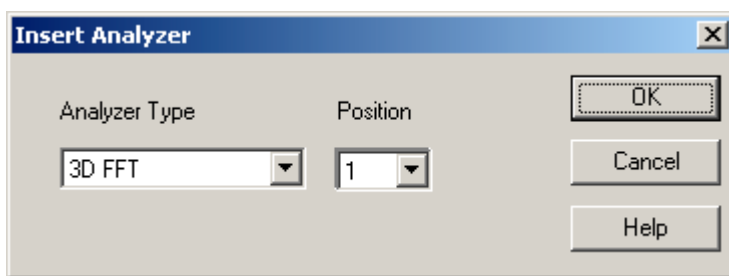 Insert Analyzer
Analyzer Type
Position
3D FFT
1
OK
Cancel
Help